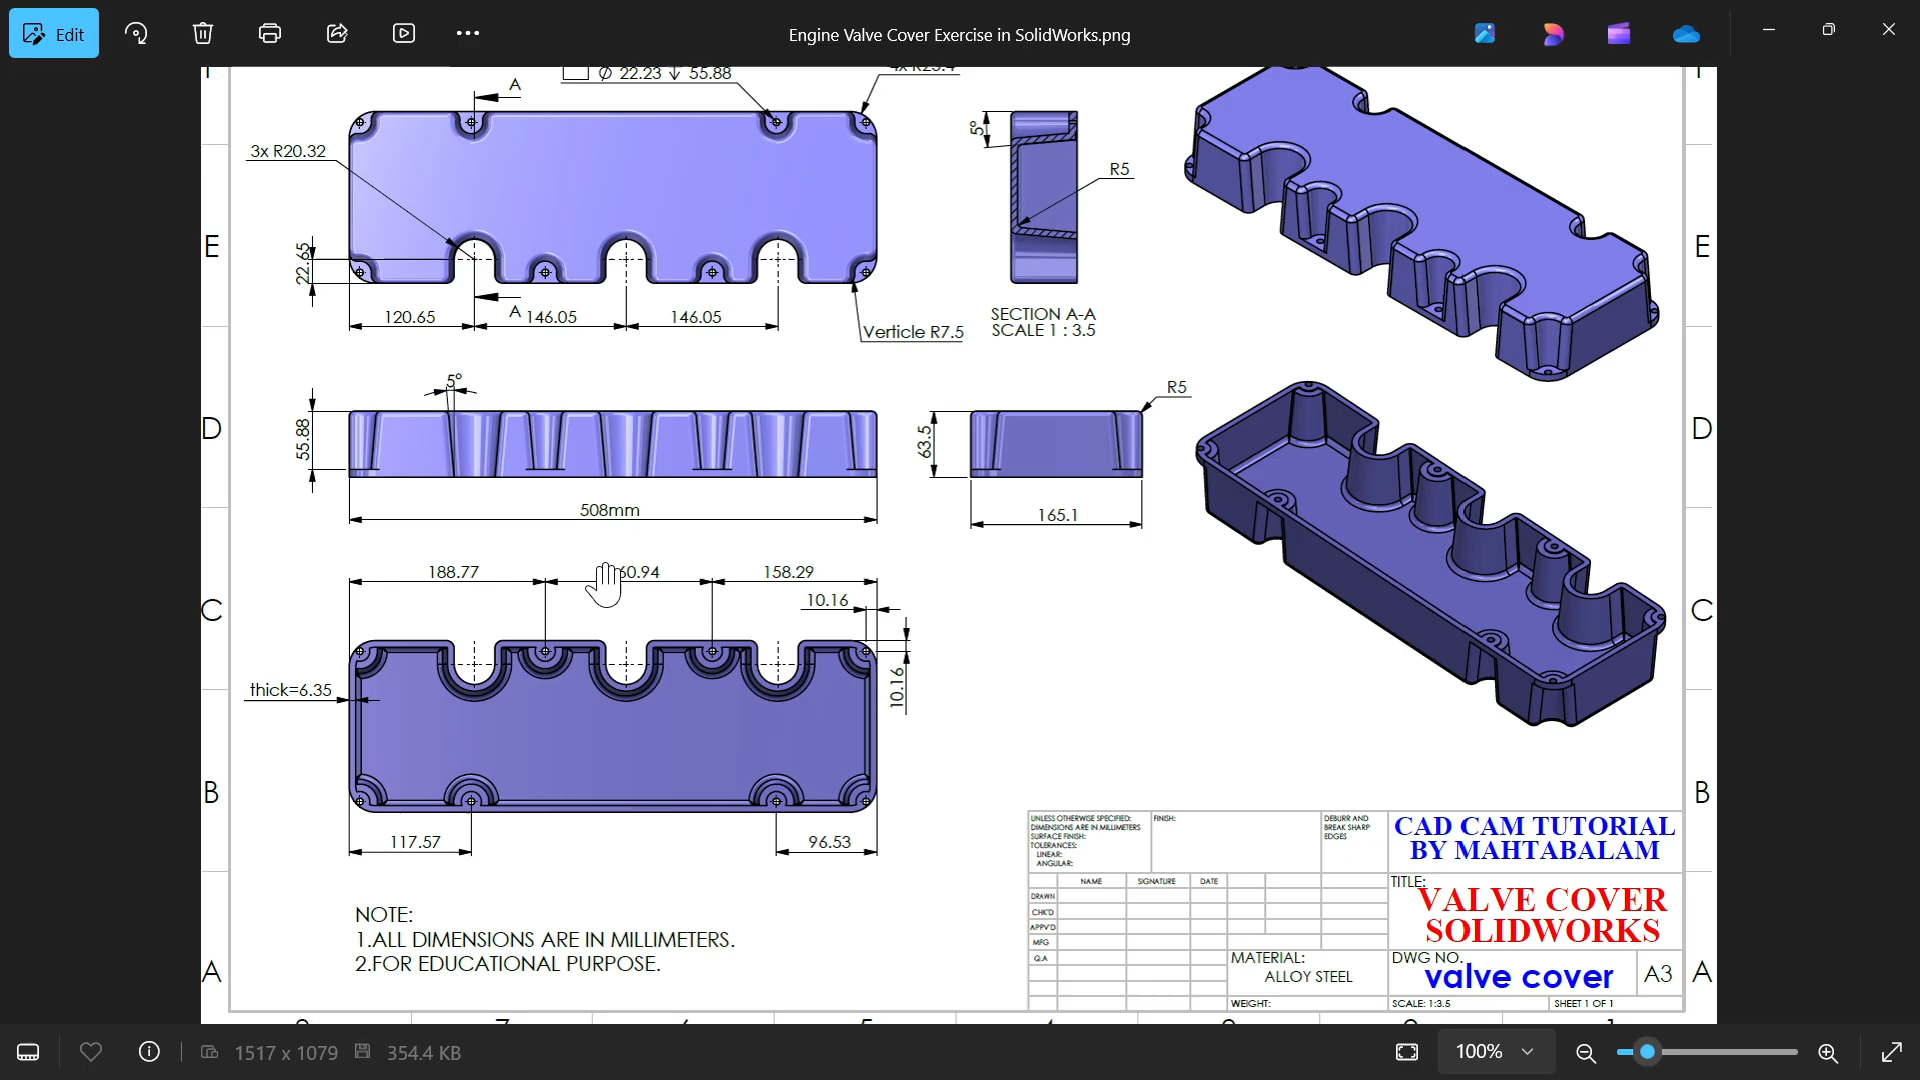 Edit
Engine Valve Cover Exercise in SolidWorks.png
∅ 22.23 ↧ 55.88
A
3x R20.32
22.65
120.65
A
146.05
146.05
Verticle R7.5
5°
R5
SECTION A-A
SCALE 1 : 3.5
E
E
5°
55.88
508mm
R5
63.5
165.1
D
D
188.77
60.94
158.29
10.16
10.16
thick=6.35
117.57
96.53
C
C
B
B
NOTE:
1.ALL DIMENSIONS ARE IN MILLIMETERS.
2.FOR EDUCATIONAL PURPOSE.
A
A
UNLESS OTHERWISE SPECIFIED:
DIMENSIONS ARE IN MILLIMETERS
SURFACE FINISH:
TOLERANCES:
LINEAR:
ANGULAR:
FINISH:
DEBURR AND
BREAK SHARP
EDGES
CAD CAM TUTORIAL
BY MAHTABALAM
NAME
SIGNATURE
DATE
TITLE:
VALVE COVER
SOLIDWORKS
DRAWN
CHK'D
APPV'D
MFG
Q.A
MATERIAL:
ALLOY STEEL
DWG NO.
valve cover
A3
WEIGHT:
SCALE: 1:3.5
SHEET 1 OF 1
1517 x 1079
354.4 KB
100%